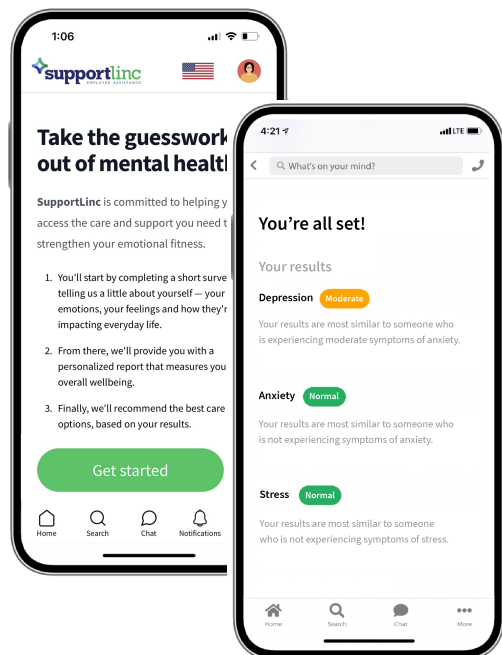 1:06
supportlinc
EMPLOYEE ASSISTANCE
Take the guesswork
out of mental health
SupportLinc is committed to helping y
access the care and support you need t
strengthen your emotional fitness.
1. You'll start by completing a short surve
telling us a little about yourself — your
emotions, your feelings and how they'r
impacting everyday life.
2. From there, we'll provide you with a
personalized report that measures you
overall wellbeing.
3. Finally, we'll recommend the best care
options, based on your results.
Get started
Home
Search
Chat
Notifications
4:21
LTE
What's on your mind?
You're all set!
Your results
Depression Moderate
Your results are most similar to someone who
is experiencing moderate symptoms of anxiety.
Anxiety Normal
Your results are most similar to someone who
is not experiencing symptoms of anxiety.
Stress Normal
Your results are most similar to someone
who is not experiencing symptoms of stress.
Home
Search
Chat
More